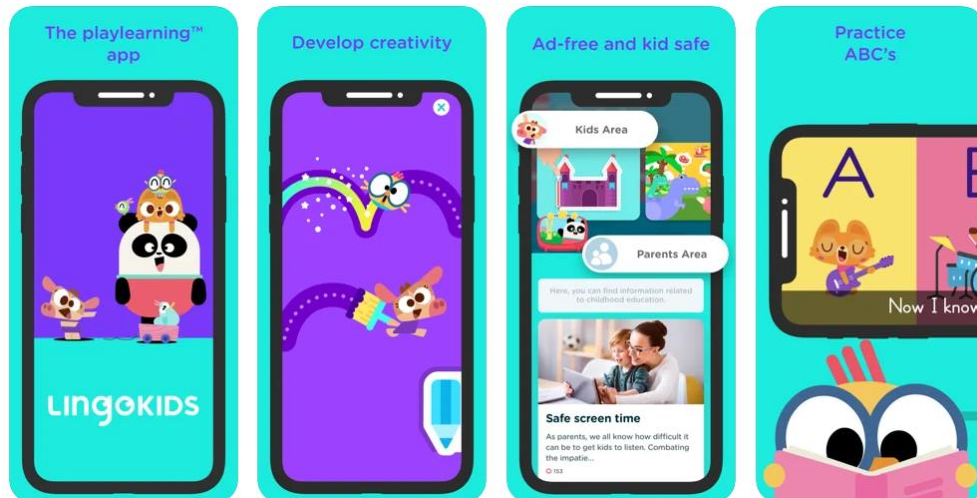 The playlearning™
app
LINGOKIDS
Develop creativity
Ad-free and kid safe
Kids Area
Parents Area
Here, you can find information related
to childhood education.
Safe screen time
As parents, we all know how difficult it
can be to get kids to listen. Combating
the impatie...
153
Practice
ABC's
A
Now I know